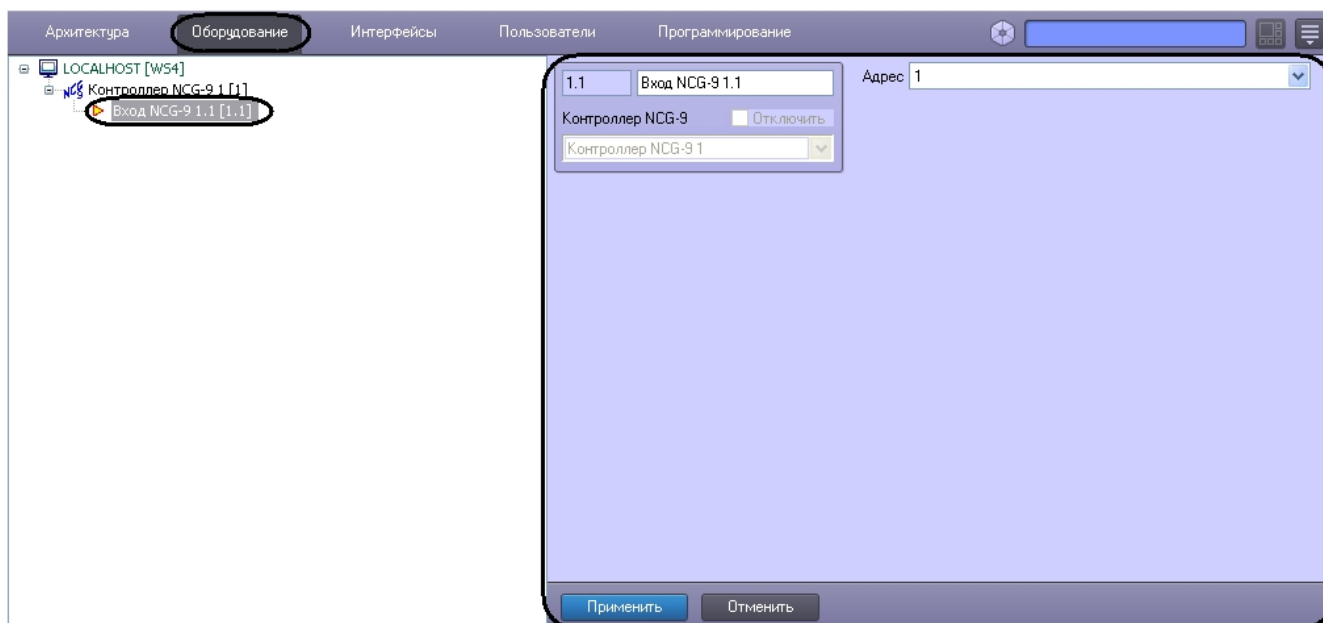 Архитектура Оборудование Интерфейсы Пользователи Программирование
LOCALHOST [WS4]
NCG Контроллер NCG-9 1 [1]
Вход NCG-9 1.1 [1.1]
1.1 Вход NCG-9 1.1
Контроллер NCG-9 Отключить
Контроллер NCG-9 1
Адрес 1
Применить Отменить